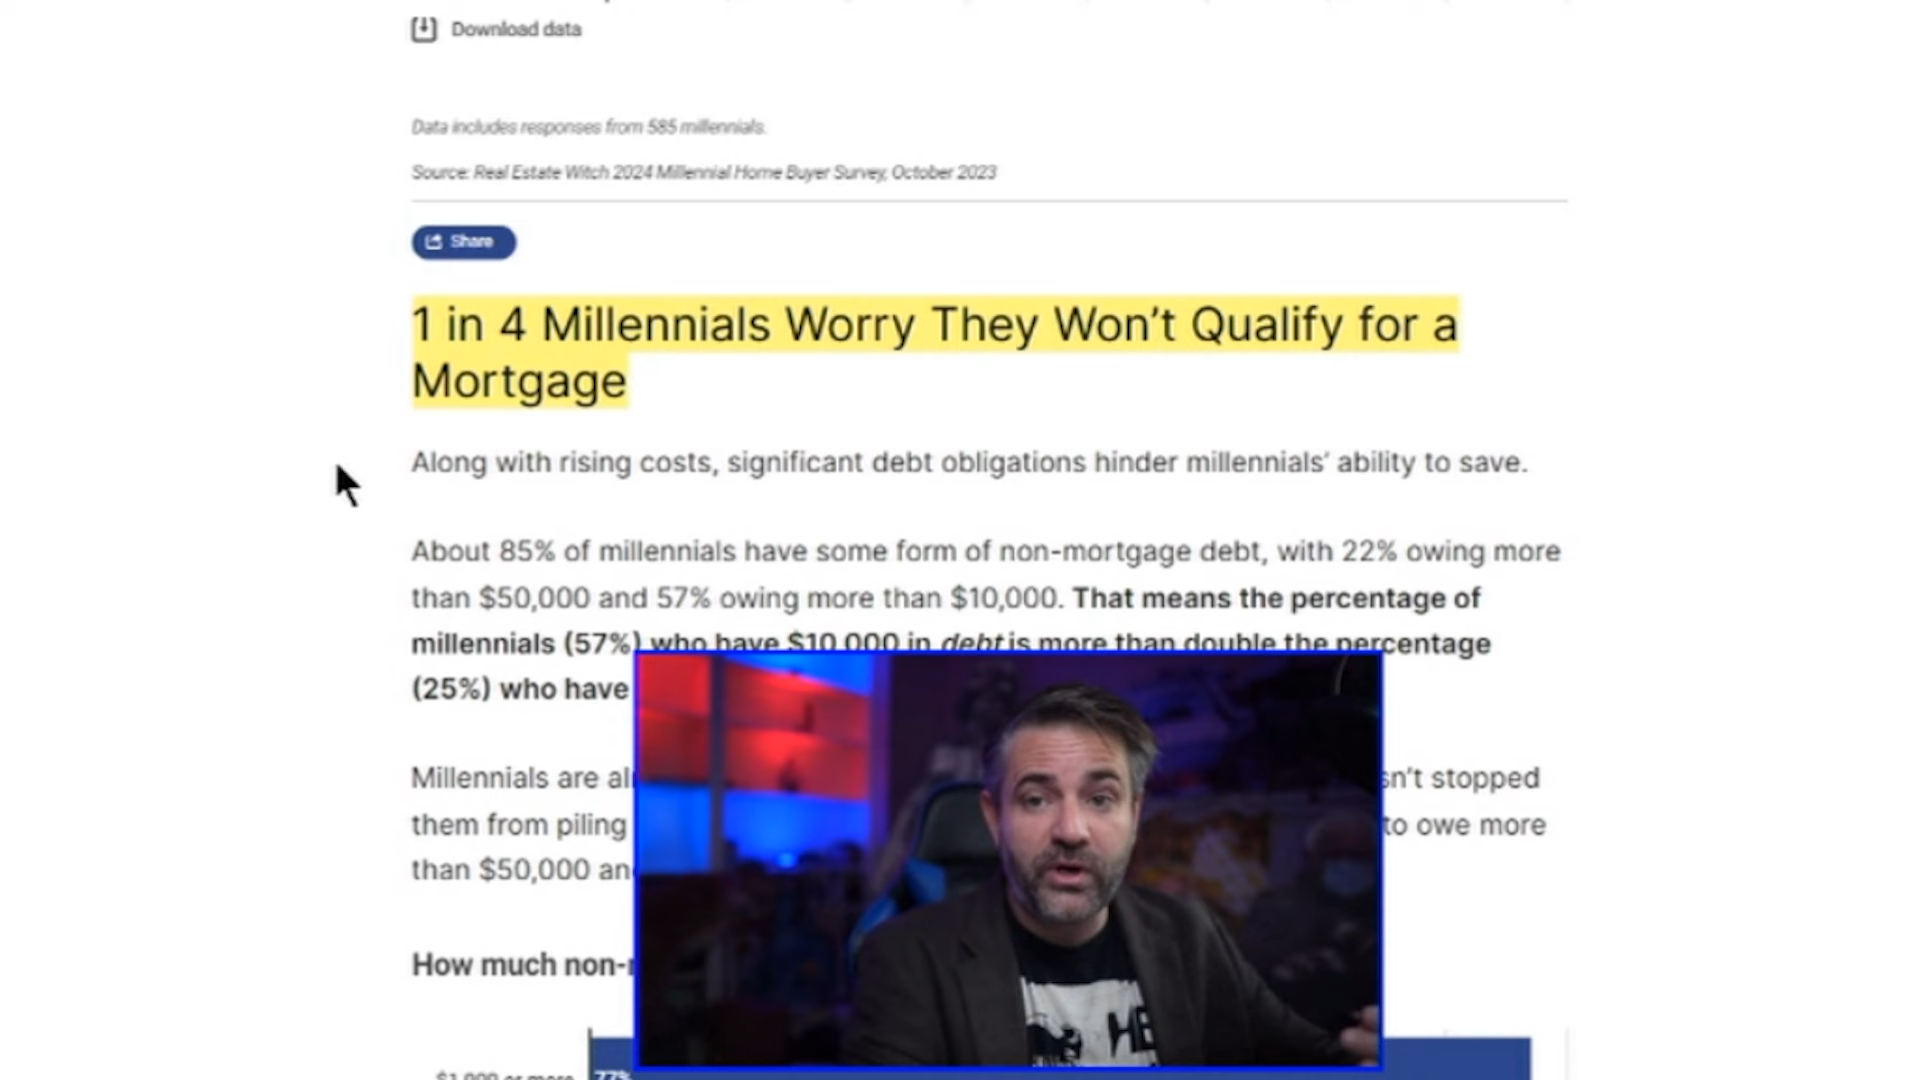 Download data
Data includes responses from 585 millennials.
Source: Real Estate Witch 2024 Millennial Home Buyer Survey, October 2023
Share
1 in 4 Millennials Worry They Won't Qualify for a
Mortgage
Along with rising costs, significant debt obligations hinder millennials' ability to save.
About 85% of millennials have some form of non-mortgage debt, with 22% owing more
than $50,000 and 57% owing more than $10,000. That means the percentage of
millennials (57%) who have $10,000 in debt is more than double the percentage
(25%) who have
Millennials are sn't stopped
them from piling to owe more
than $50,000
How much non-
$1,000 or more 77%
HE